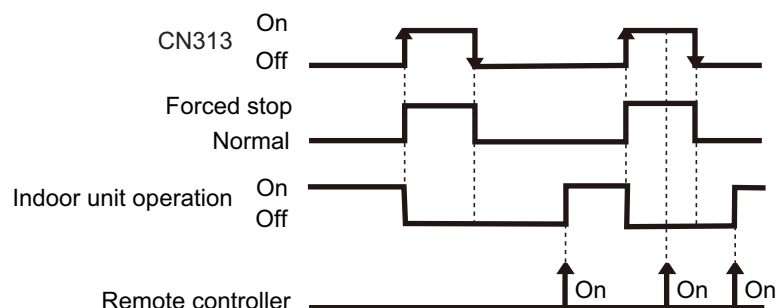 On
CN313
Off
Forced stop
Normal
On
Indoor unit operation
Off
On
On
On
Remote controller